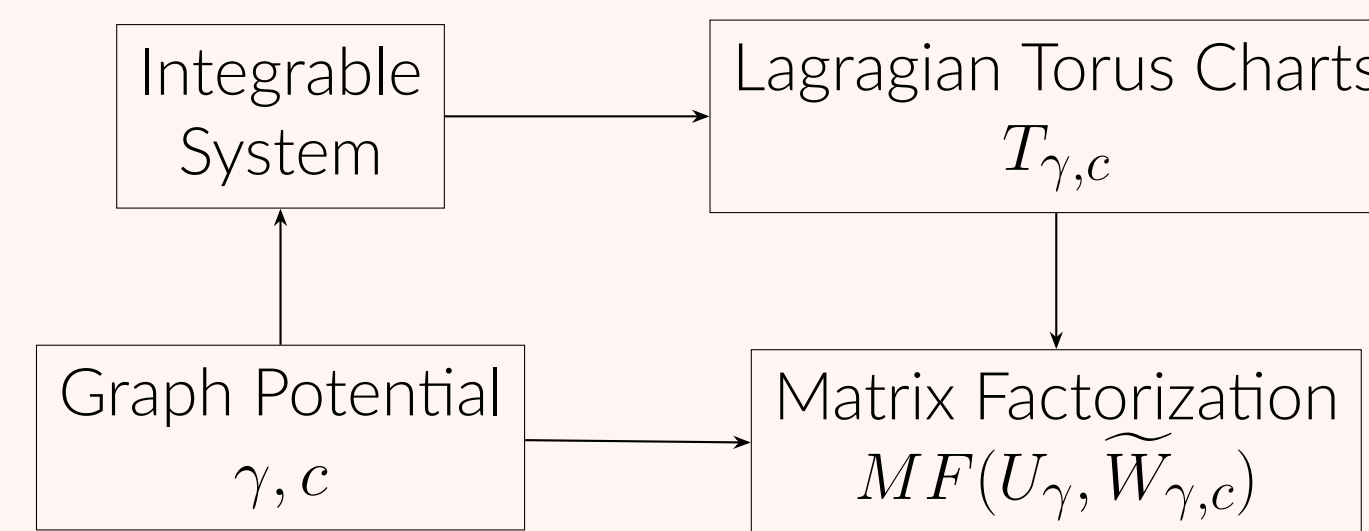 Integrable
System
Lagragian Torus Charts
T_{γ,c}
Graph Potential
γ, c
Matrix Factorization
MF(U_γ, \widetilde{W}_{γ,c})